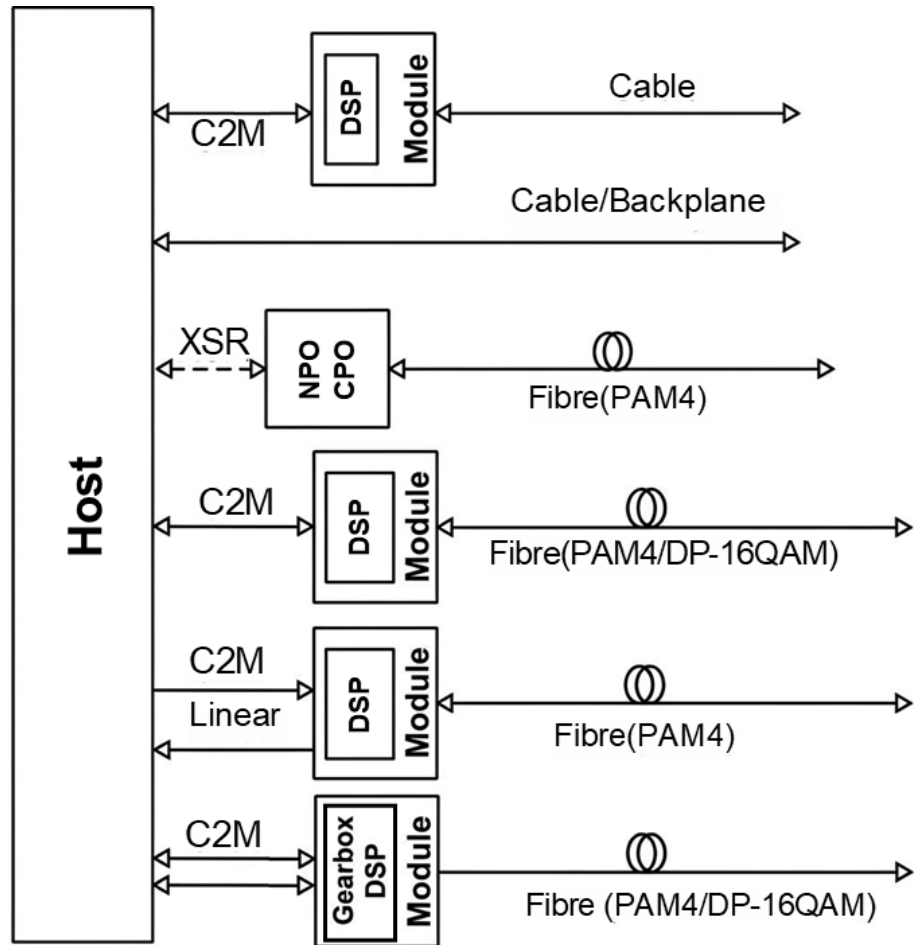 Host
C2M
DSP
Module
Cable
Cable/Backplane
XSR
NPO
CPO
Fibre(PAM4)
C2M
DSP
Module
Fibre(PAM4/DP-16QAM)
C2M
Linear
DSP
Module
Fibre(PAM4)
C2M
Gearbox
DSP
Module
Fibre (PAM4/DP-16QAM)